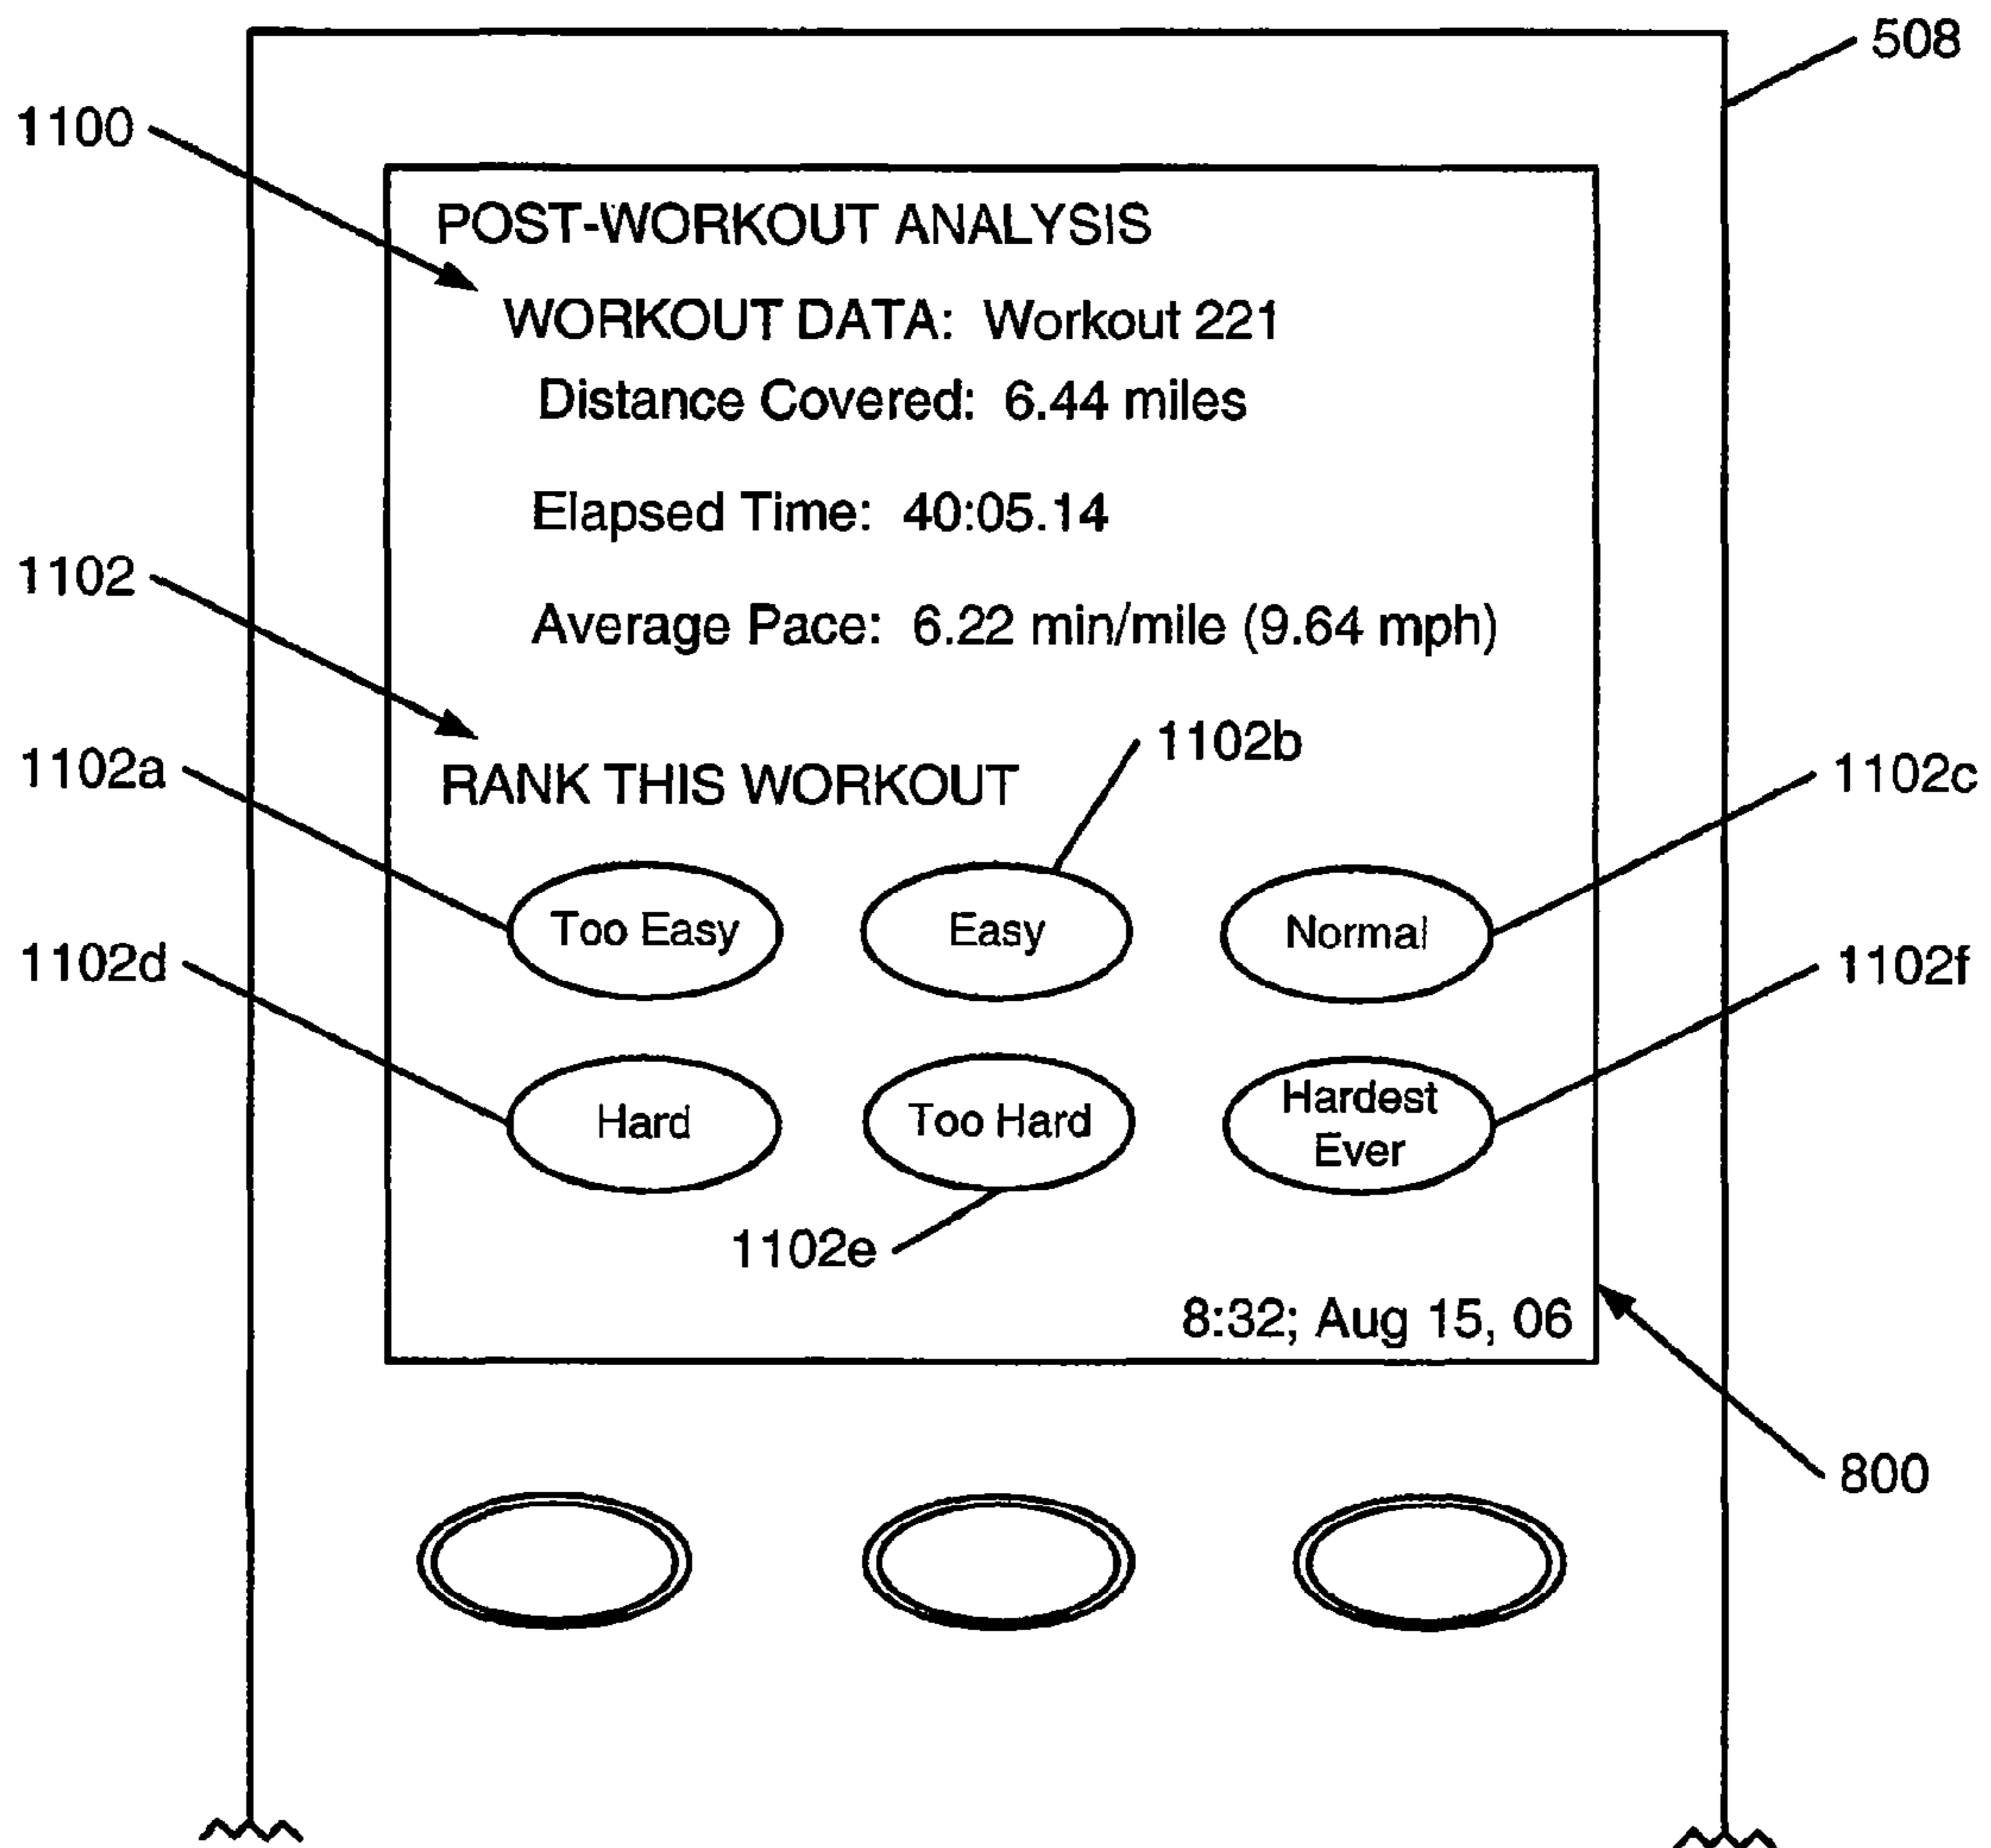 508
1100
POST-WORKOUT ANALYSIS
WORKOUT DATA: Workout 221
Distance Covered: 6.44 miles
Elapsed Time: 40:05.14
1102
Average Pace: 6.22 min/mile (9.64 mph)
1102b
1102a
RANK THIS WORKOUT
1102c
Too Easy
Easy
Normal
1102d
1102f
Hard
Too Hard
Hardest
Ever
1102e
8:32; Aug 15, 06
800